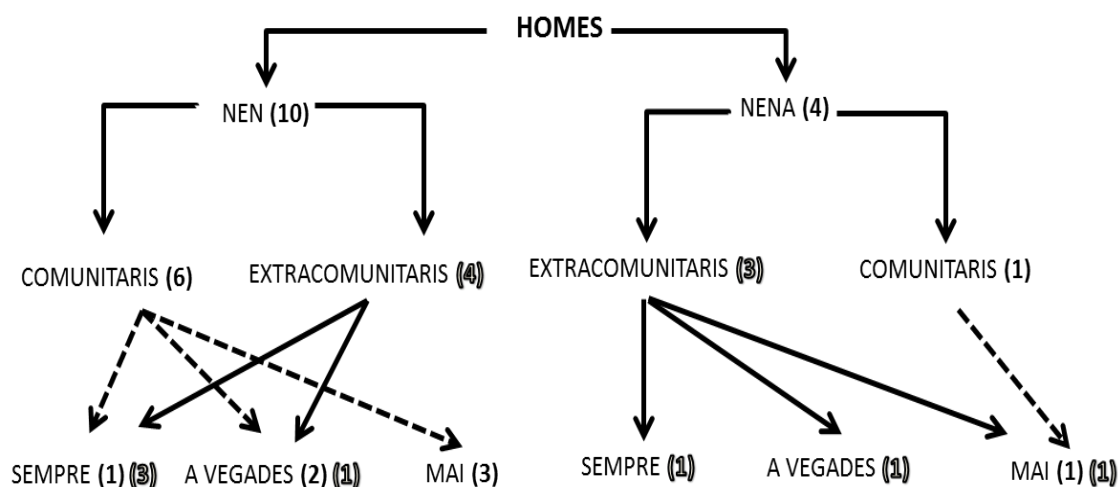 HOMES
NEN (10)
NENA (4)
COMUNITARIS (6)
EXTRACOMUNITARIS (4)
EXTRACOMUNITARIS (3)
COMUNITARIS (1)
SEMPRE (1) (3)
A VEGADES (2) (1)
MAI (3)
SEMPRE (1)
A VEGADES (1)
MAI (1) (1)